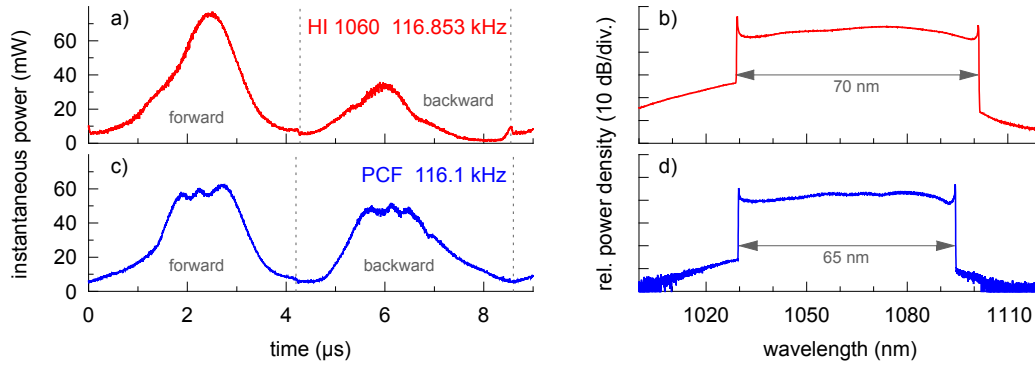 a) HI 1060 116.853 kHz
forward
backward
60
40
20
0
instantaneous power (mW)
c) PCF 116.1 kHz
forward
backward
60
40
20
0
0 2 4 6 8
time (µs)
b)
70 nm
rel. power density (10 dB/div.)
d)
65 nm
1020 1050 1080 1110
wavelength (nm)